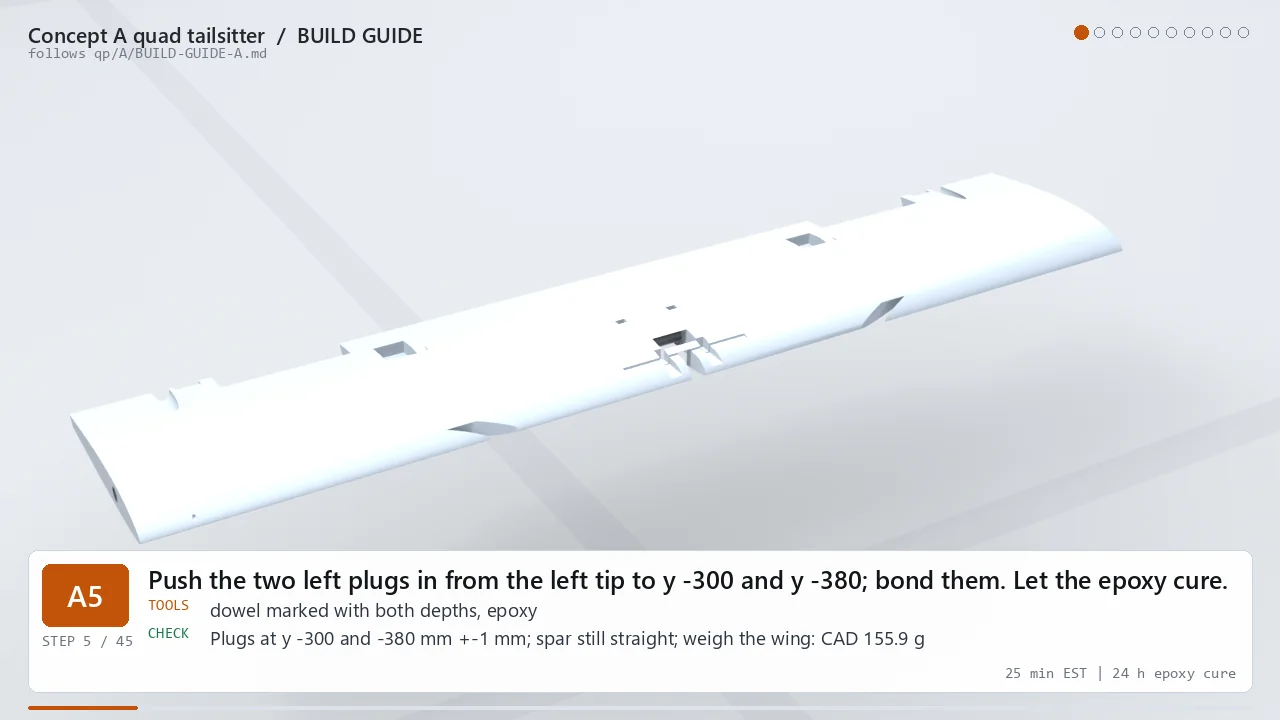 Concept A quad tailsitter / BUILD GUIDE
follows qp/A/BUILD-GUIDE-A.md
A5
STEP 5 / 45
Push the two left plugs in from the left tip to y -300 and y -380; bond them. Let the epoxy cure.
TOOLS dowel marked with both depths, epoxy
CHECK Plugs at y -300 and -380 mm +-1 mm; spar still straight; weigh the wing: CAD 155.9 g
25 min EST | 24 h epoxy cure